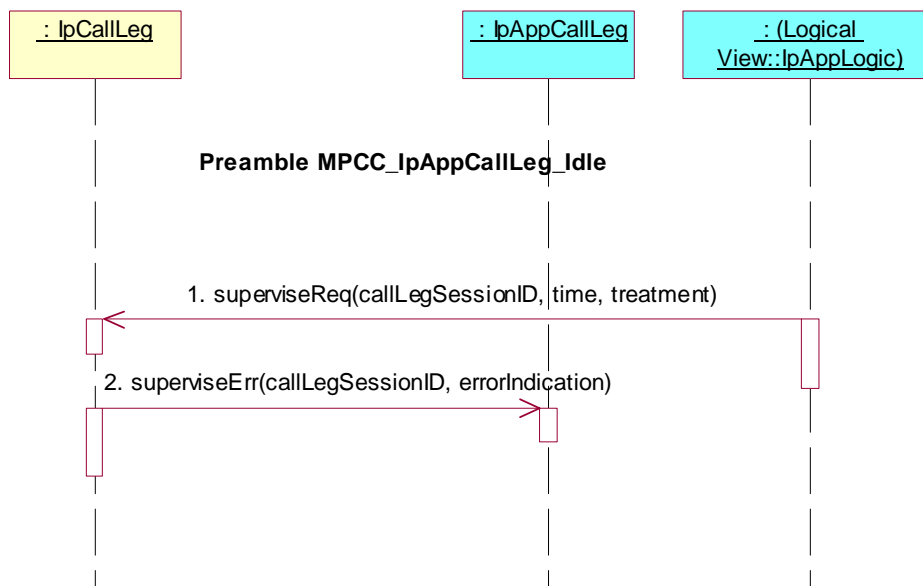 : IpCallLeg
: IpAppCallLeg
: (Logical
View::IpAppLogic)
Preamble MPCC_IpAppCallLeg_Idle
1. superviseReq(callLegSessionID, time, treatment)
2. superviseErr(callLegSessionID, errorIndication)